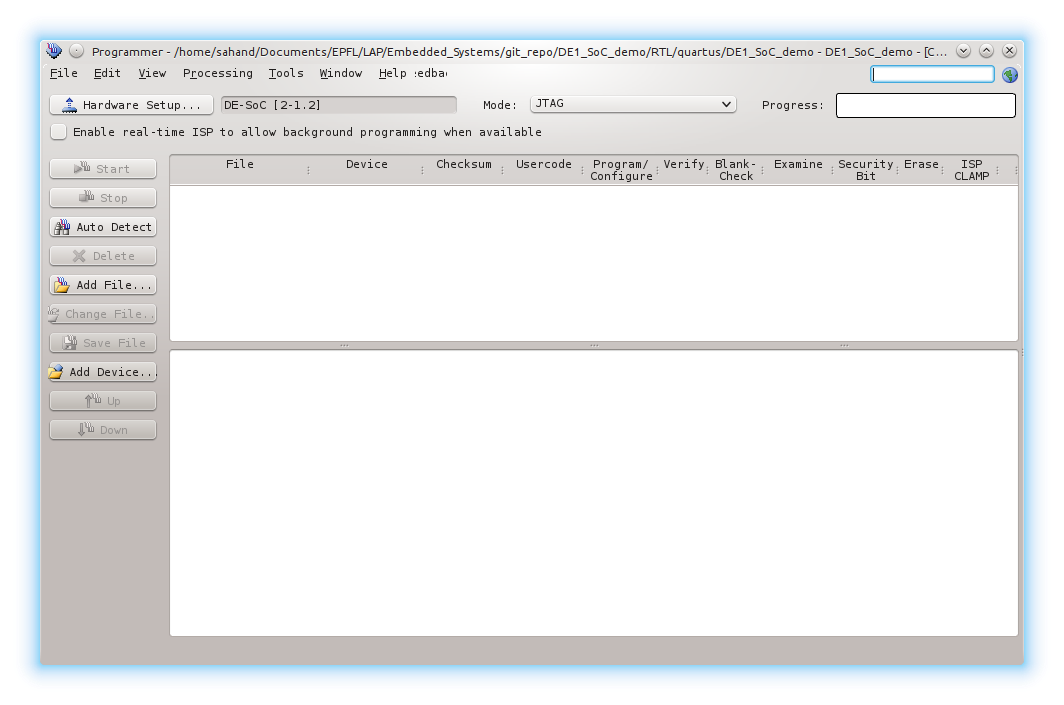 Programmer - /home/sahand/Documents/EPFL/LAP/Embedded_Systems/git_repo/DE1_SoC_demo/RTL/quartus/DE1_SoC_demo - DE1_SoC_demo - [C...
File Edit View Processing Tools Window Help :edba
Hardware Setup... DE-SoC [2-1.2] Mode: JTAG Progress:
Enable real-time ISP to allow background programming when available
File Device Checksum Usercode Program/ Verify Blank- Examine Security Erase ISP
Configure Check Bit CLAMP
Start
Stop
Auto Detect
Delete
Add File...
Change File..
Save File
Add Device...
Up
Down